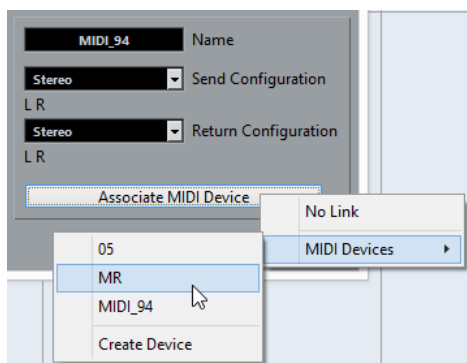 MIDI_94 Name
Stereo Send Configuration
L R
Stereo Return Configuration
L R
Associate MIDI Device
No Link
MIDI Devices
05
MR
MIDI_94
Create Device